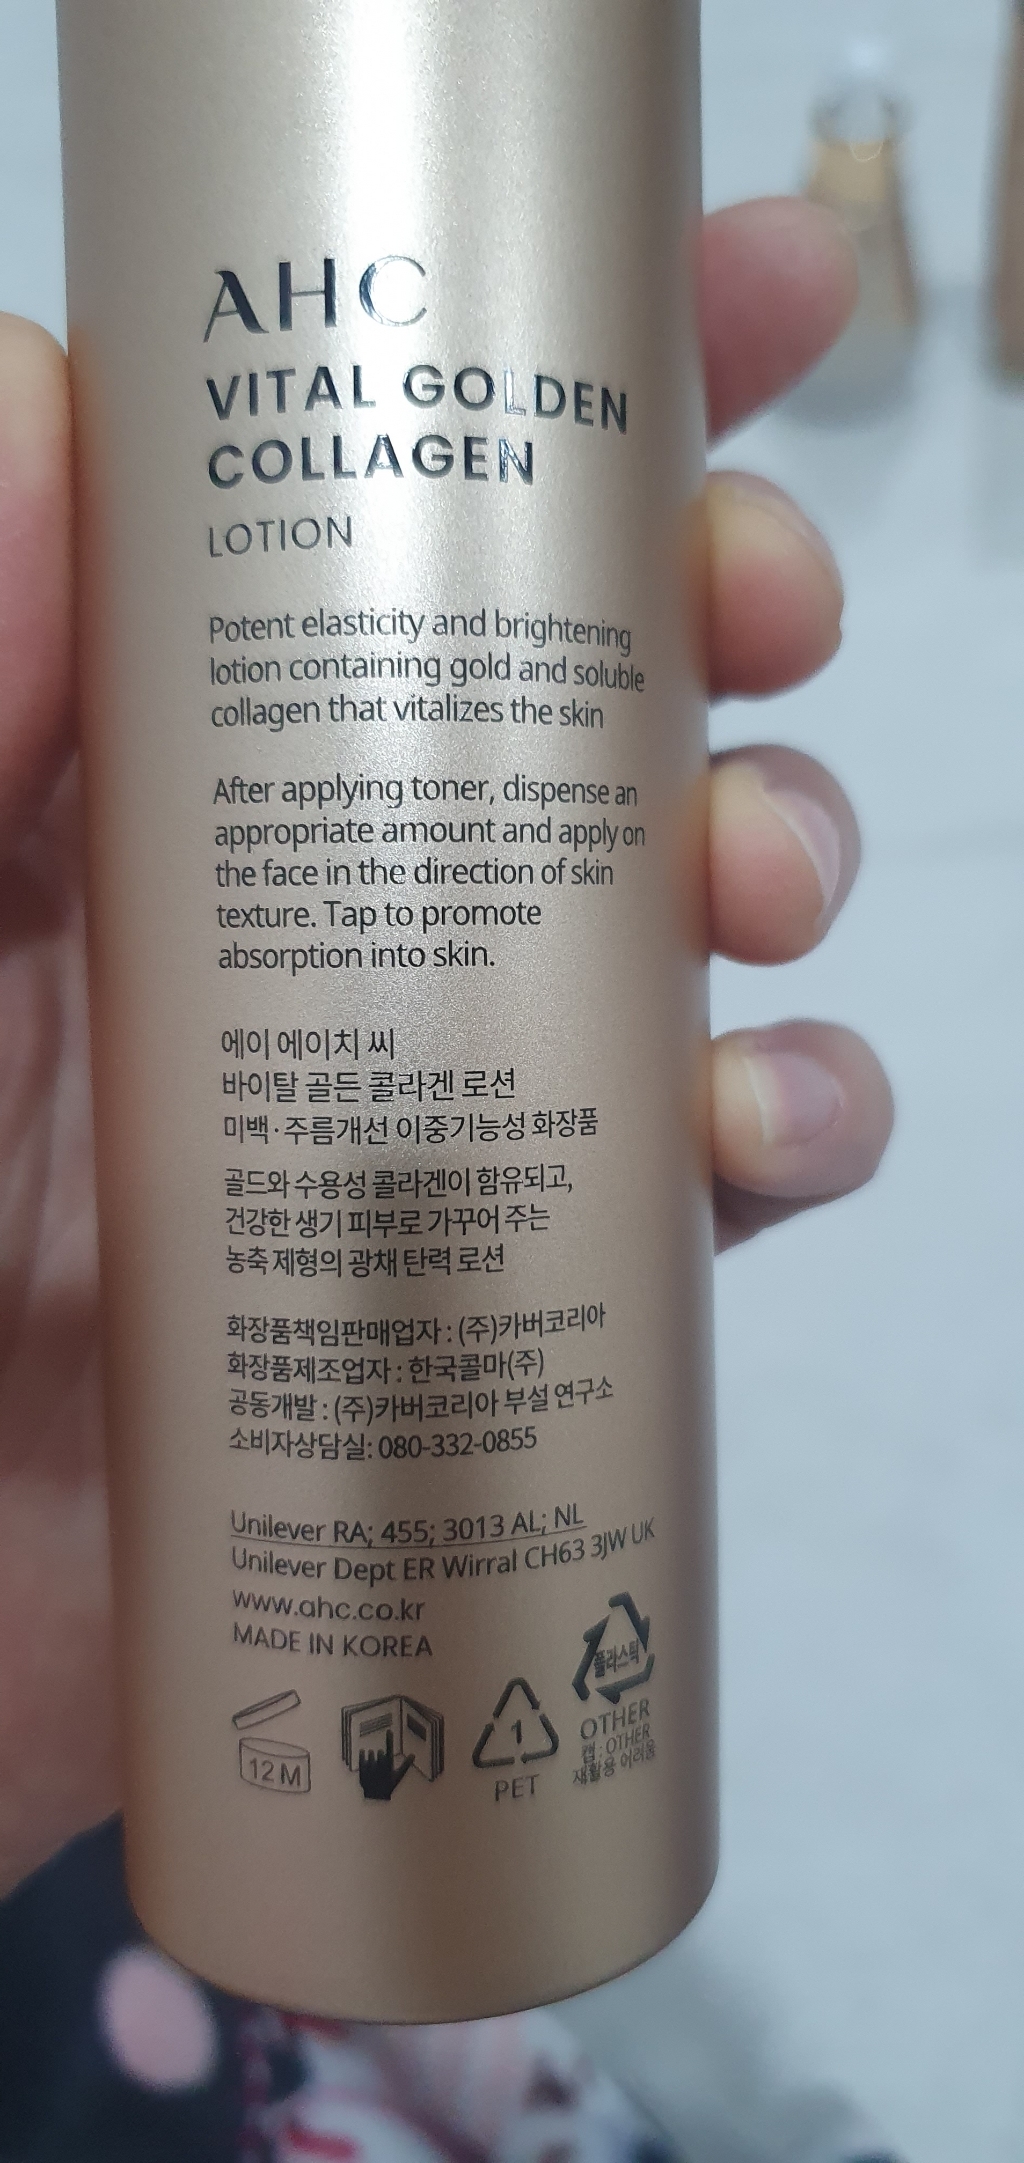 AHC
VITAL GOLDEN
COLLAGEN
LOTION
Potent elasticity and brightening
lotion containing gold and soluble
collagen that vitalizes the skin
After applying toner, dispense an
appropriate amount and apply on
the face in the direction of skin
texture. Tap to promote
absorption into skin.
에이 에이치 씨
바이탈 골든 콜라겐 로션
미백·주름개선 이중기능성 화장품
골드와 수용성 콜라겐이 함유되고,
건강한 생기 피부로 가꾸어 주는
농축 제형의 광채 탄력 로션
화장품책임판매업자 : (주)카버코리아
화장품제조업자 : 한국콜마(주)
공동개발 : (주)카버코리아 부설 연구소
소비자상담실: 080-332-0855
Unilever RA; 455; 3013 AL; NL
Unilever Dept ER Wirral CH63 3JW UK
www.ahc.co.kr
MADE IN KOREA
12 M
1
PET
플라스틱
OTHER
캡 : OTHER
재활용 어려움